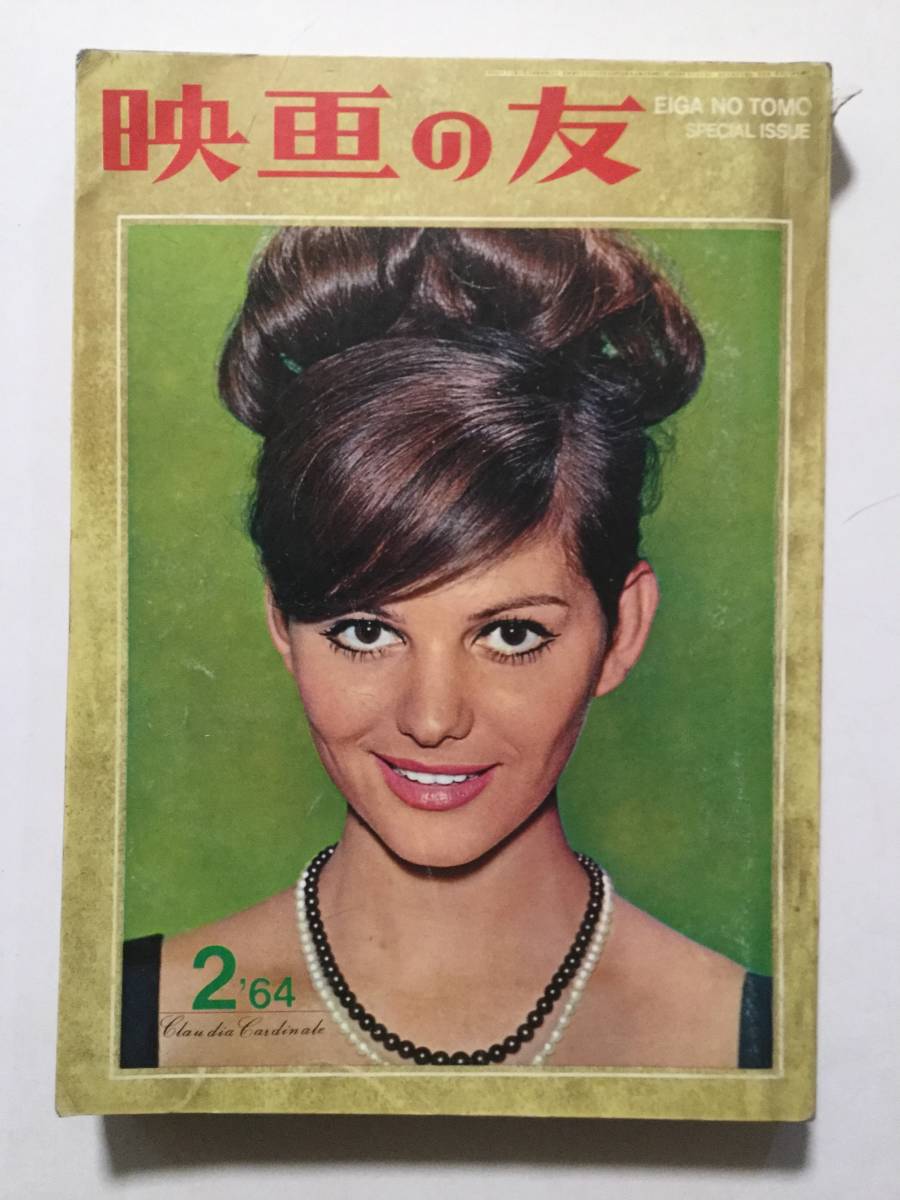 映画の友
EIGA NO TOMO
SPECIAL ISSUE
2 '64
Claudia Cardinale